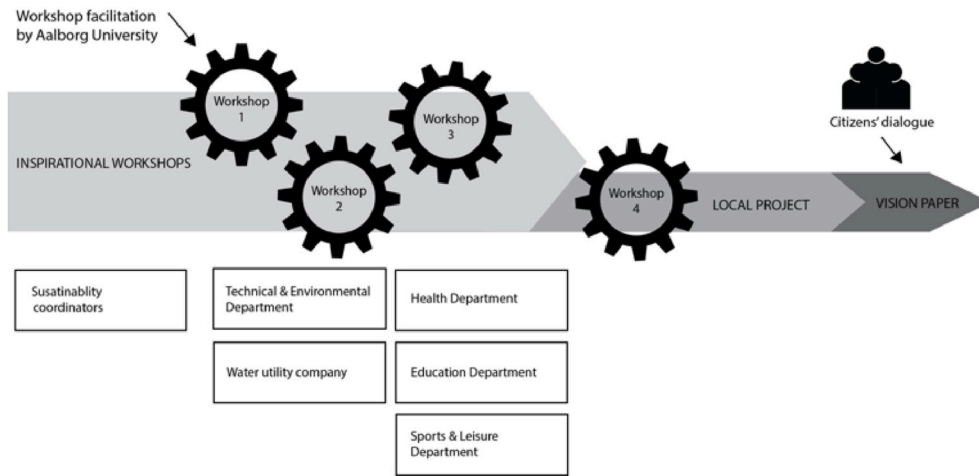 Workshop facilitation
by Aalborg University
Workshop
1
Workshop
3
Citizens' dialogue
INSPIRATIONAL WORKSHOPS
Workshop
2
Workshop
4
LOCAL PROJECT
VISION PAPER
Susatinablity
coordinators
Technical & Environmental
Department
Health Department
Water utility company
Education Department
Sports & Leisure
Department